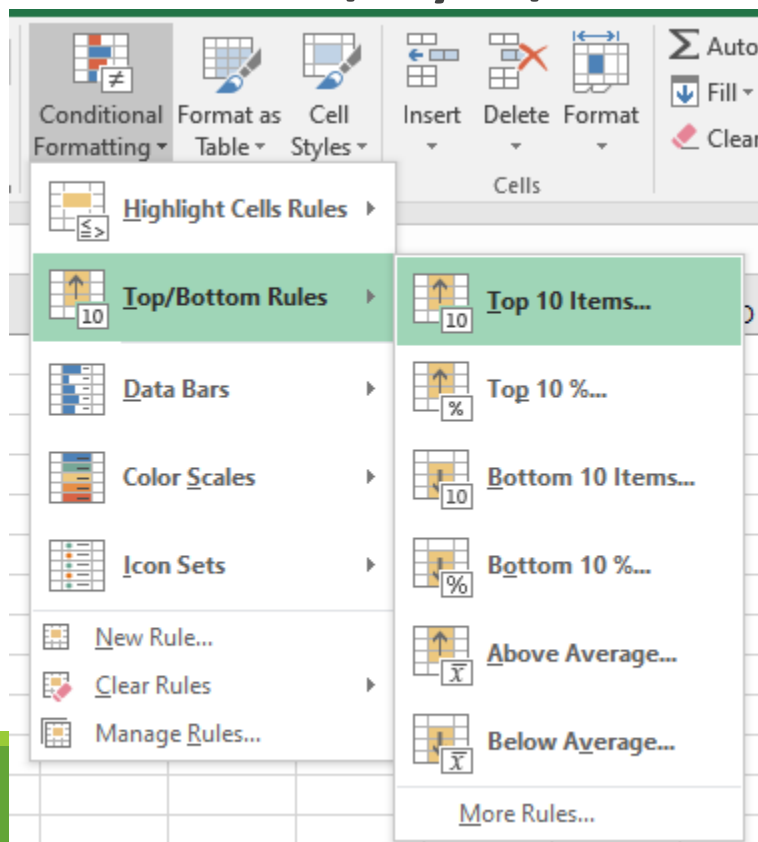 Conditional Formatting
Format as Table
Cell Styles
Insert
Delete
Format
Auto
Fill
Clear
Cells
Highlight Cells Rules
Top/Bottom Rules
Data Bars
Color Scales
Icon Sets
New Rule...
Clear Rules
Manage Rules...
Top 10 Items...
Top 10 %...
Bottom 10 Items...
Bottom 10 %...
Above Average...
Below Average...
More Rules...